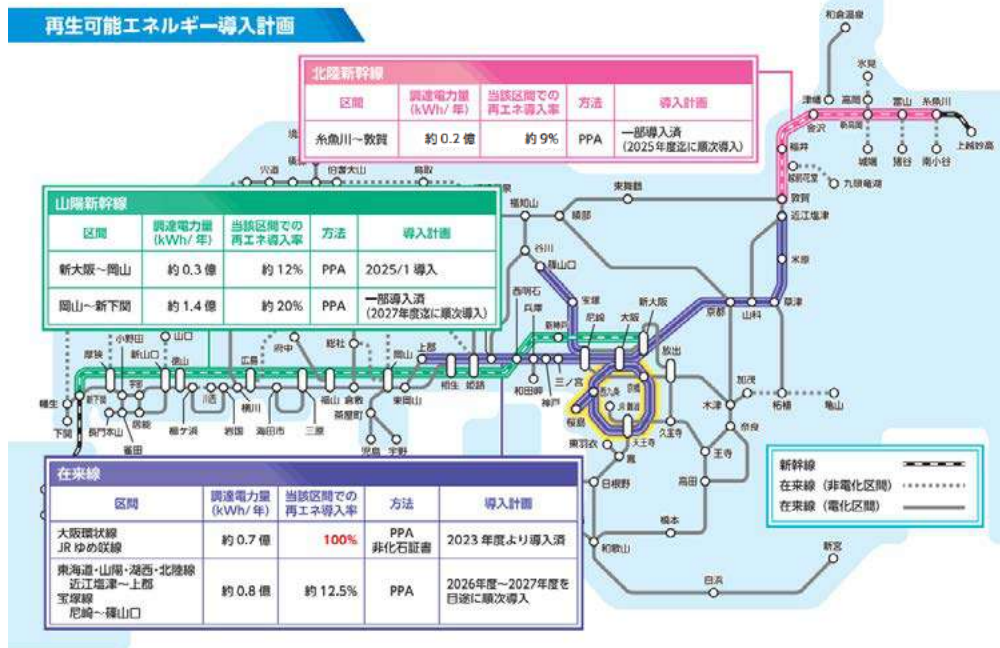 再生可能エネルギー導入計画
北陸新幹線
区間
調達電力量
(kWh/年)
当該区間での
再エネ導入率
方法
導入計画
糸魚川～敦賀
約0.2億
約9%
PPA
一部導入済
(2025年度迄に順次導入)
山陽新幹線
区間
調達電力量
(kWh/年)
当該区間での
再エネ導入率
方法
導入計画
新大阪～岡山
約0.3億
約12%
PPA
2025/1 導入
岡山～新下関
約1.4億
約20%
PPA
一部導入済
(2027年度迄に順次導入)
在来線
区間
調達電力量
(kWh/年)
当該区間での
再エネ導入率
方法
導入計画
大阪環状線
JRゆめ咲線
約0.7億
100%
PPA
非化石証書
2023年度より導入済
東海道・山陽・湖西・北陸線
近江塩津～上郡
宝塚線
尼崎～篠山口
約0.8億
約12.5%
PPA
2026年度～2027年度を
目途に順次導入
新幹線
在来線（非電化区間）
在来線（電化区間）
和倉温泉
氷見
津幡
高岡
富山
糸魚川
金沢
新高岡
上越妙高
城端
猪谷
南小谷
福井
越前花堂
九頭竜湖
敦賀
近江塩津
米原
東舞鶴
綾部
福知山
谷川
篠山口
宍道
伯耆大山
鳥取
西明石
兵庫
宝塚
尼崎
大阪
新大阪
京都
山科
草津
新神戸
放出
加茂
柘植
亀山
木津
奈良
和田岬
神戸
三ノ宮
西九条
京橋
JR難波
桜島
天王寺
久宝寺
東羽衣
鳳
王寺
高田
日根野
橋本
和歌山
白浜
新宮
小野田
山口
厚狭
新山口
徳山
広島
府中
総社
岡山
上郡
相生
姫路
幡生
新下関
宇部
下関
長門本山
居能
雀田
櫛ケ浜
川西
岩国
横川
海田市
三原
福山
倉敷
茶屋町
東岡山
児島
宇野